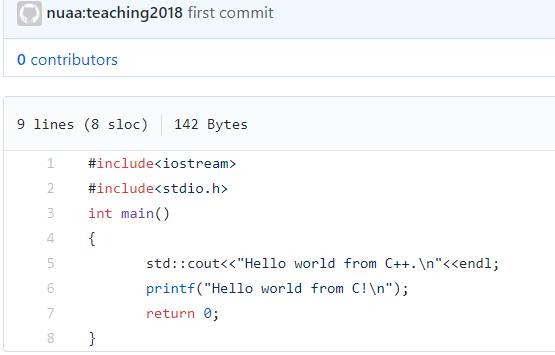 nuaa:teaching2018 first commit
0 contributors
9 lines (8 sloc) 142 Bytes
1 #include<iostream>
2 #include<stdio.h>
3 int main()
4 {
5 std::cout<<"Hello world from C++.\n"<<endl;
6 printf("Hello world from C!\n");
7 return 0;
8 }